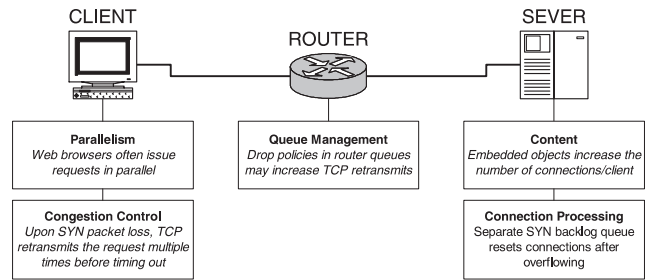 CLIENT
ROUTER
SEVER
Parallelism
Web browsers often issue
requests in parallel
Queue Management
Drop policies in router queues
may increase TCP retransmits
Content
Embedded objects increase the
number of connections/client
Congestion Control
Upon SYN packet loss, TCP
retransmits the request multiple
times before timing out
Connection Processing
Separate SYN backlog queue
resets connections after
overflowing